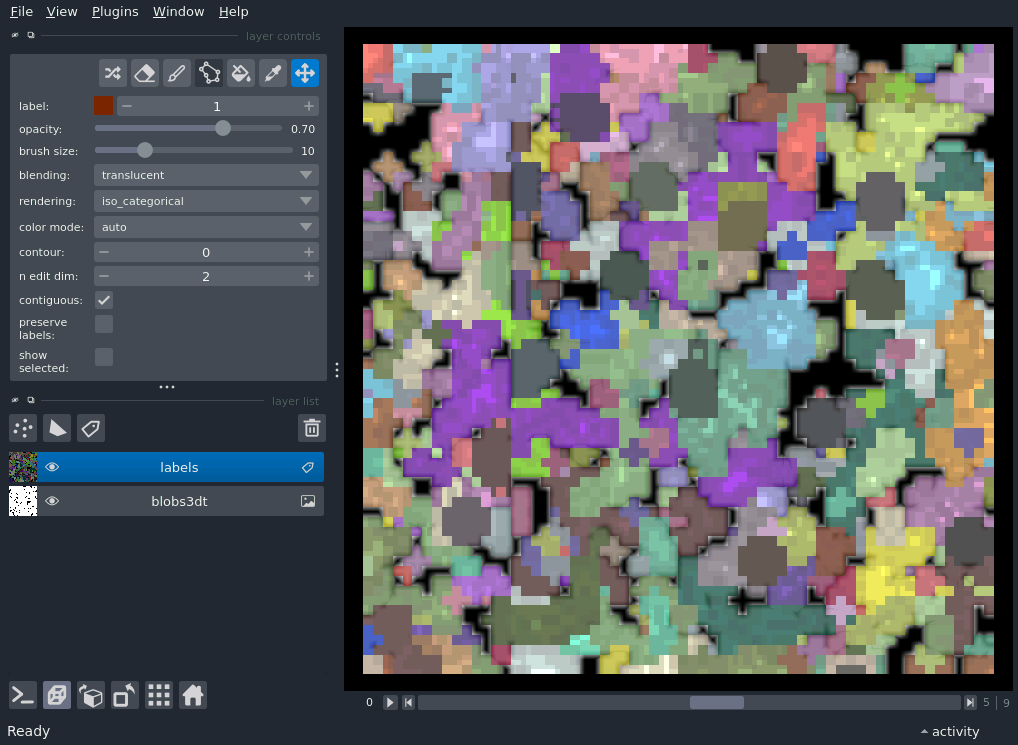 File View Plugins Window Help
layer controls
label: 1
opacity: 0.70
brush size: 10
blending: translucent
rendering: iso_categorical
color mode: auto
contour: 0
n edit dim: 2
contiguous:
preserve
labels:
show
selected:
layer list
labels
blobs3dt
0 5 | 9
Ready activity